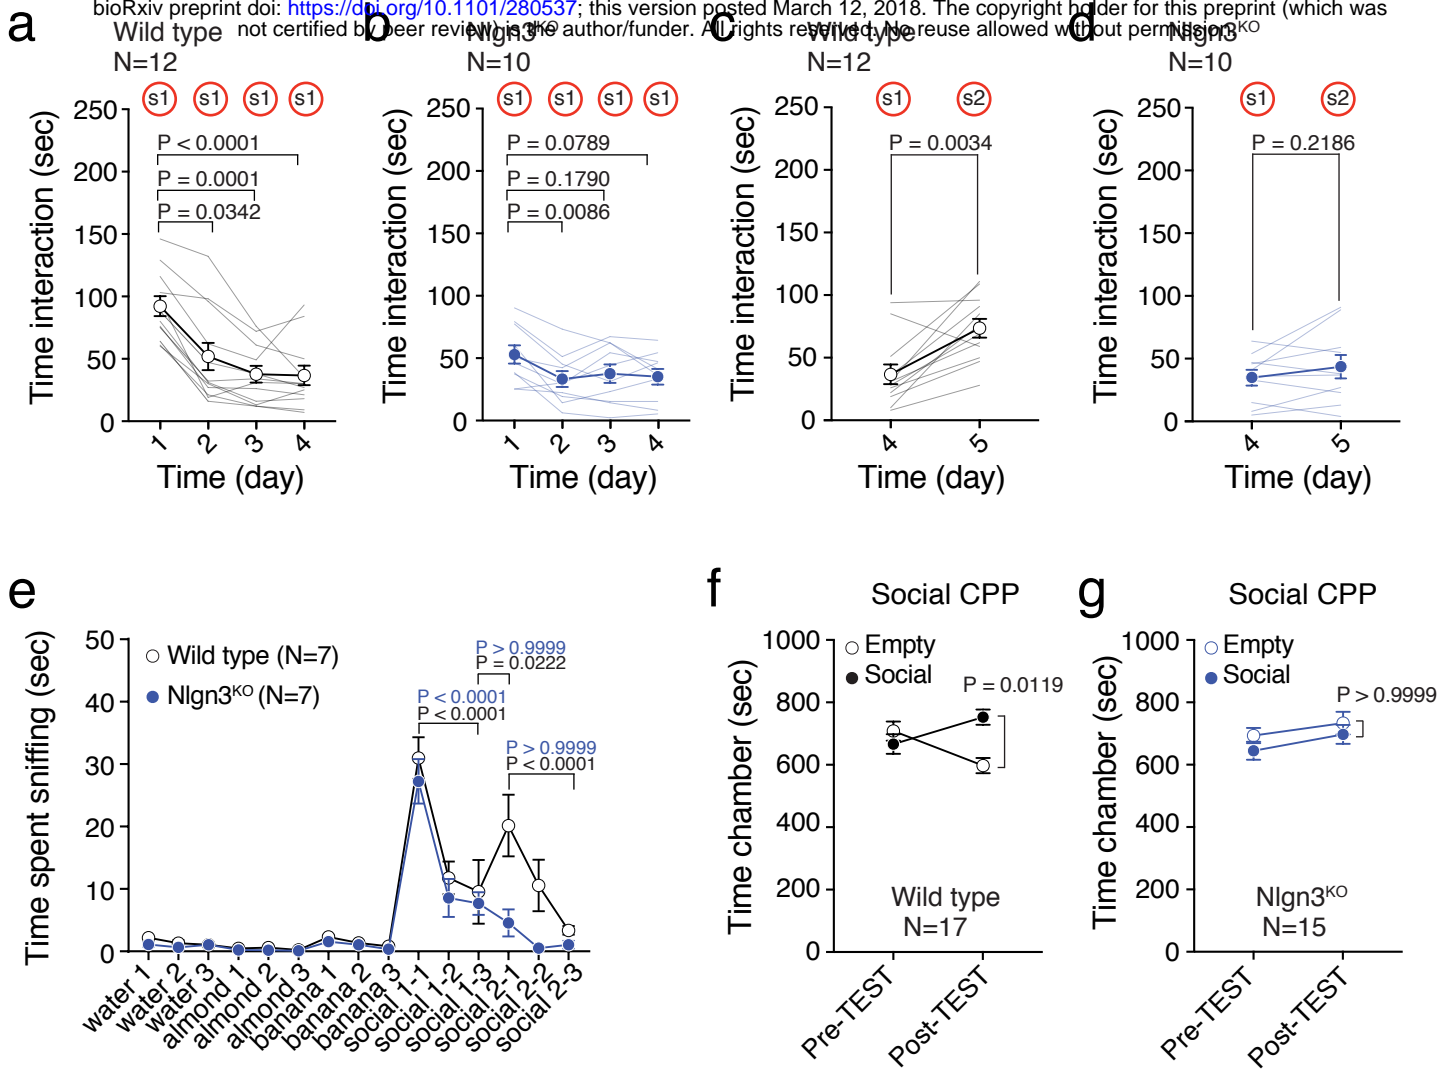 bioRxiv preprint doi: https://doi.org/10.1101/280537; this version posted March 12, 2018. The copyright holder for this preprint (which was
not certified by peer review) is the author/funder. All rights reserved. No reuse allowed without permission.
a
Wild type
N=12
s1 s1 s1 s1
250
200
150
100
50
0
Time interaction (sec)
P < 0.0001
P = 0.0001
P = 0.0342
1 2 3 4
Time (day)
b
Nlgn3KO
N=10
s1 s1 s1 s1
250
200
150
100
50
0
Time interaction (sec)
P = 0.0789
P = 0.1790
P = 0.0086
1 2 3 4
Time (day)
c
Wild type
N=12
s1 s2
250
200
150
100
50
0
Time interaction (sec)
P = 0.0034
4 5
Time (day)
d
Nlgn3KO
N=10
s1 s2
250
200
150
100
50
0
Time interaction (sec)
P = 0.2186
4 5
Time (day)
e
50
40
30
20
10
0
Time spent sniffing (sec)
Wild type (N=7)
Nlgn3KO (N=7)
P > 0.9999
P = 0.0222
P < 0.0001
P < 0.0001
P > 0.9999
P < 0.0001
water 1
water 2
water 3
almond 1
almond 2
almond 3
banana 1
banana 2
banana 3
social 1-1
social 1-2
social 1-3
social 2-1
social 2-2
social 2-3
f
Social CPP
1000
800
600
400
200
0
Time chamber (sec)
Empty
Social
P = 0.0119
Wild type
N=17
Pre-TEST
Post-TEST
g
Social CPP
1000
800
600
400
200
0
Time chamber (sec)
Empty
Social
P > 0.9999
Nlgn3KO
N=15
Pre-TEST
Post-TEST